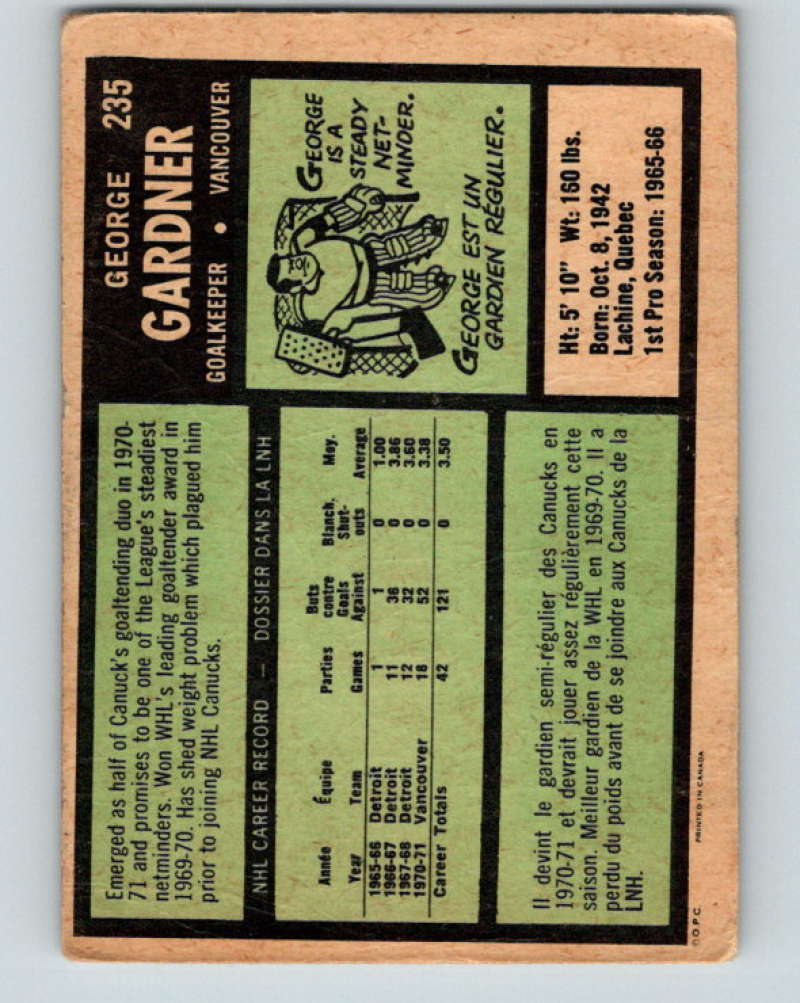 GEORGE 235
GARDNER
GOALKEEPER • VANCOUVER
Emerged as half of Canuck's goaltending duo in 1970-
71 and promises to be one of the League's steadiest
netminders. Won WHL's leading goaltender award in
1969-70. Has shed weight problem which plagued him
prior to joining NHL Canucks.
GEORGE
IS A
STEADY
NET-
MINDER.
GEORGE EST UN
GARDIEN RÉGULIER.
NHL CAREER RECORD — DOSSIER DANS LA LNH
Année Équipe Parties Buts contre Blanch. Moy.
Year Team Games Goals Against Shut-outs Average
1965-66 Detroit 1 1 0 1.00
1966-67 Detroit 11 36 0 3.86
1967-68 Detroit 12 32 0 3.60
1970-71 Vancouver 18 52 0 3.38
Career Totals 42 121 0 3.50
Ht: 5' 10" Wt: 160 lbs.
Born: Oct. 8, 1942
Lachine, Quebec
1st Pro Season: 1965-66
Il devint le gardien semi-régulier des Canucks en
1970-71 et devrait jouer assez régulièrement cette
saison. Meilleur gardien de la WHL en 1969-70. Il a
perdu du poids avant de se joindre aux Canucks de la
LNH.
© O.P.C. PRINTED IN CANADA